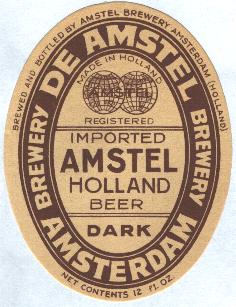 BREWED AND BOTTLED BY AMSTEL BREWERY AMSTERDAM (HOLLAND)
BREWERY DE AMSTEL BREWERY
AMSTERDAM
MADE IN HOLLAND
REGISTERED
IMPORTED
AMSTEL
HOLLAND
BEER
DARK
NET CONTENTS 12 FL. OZ.